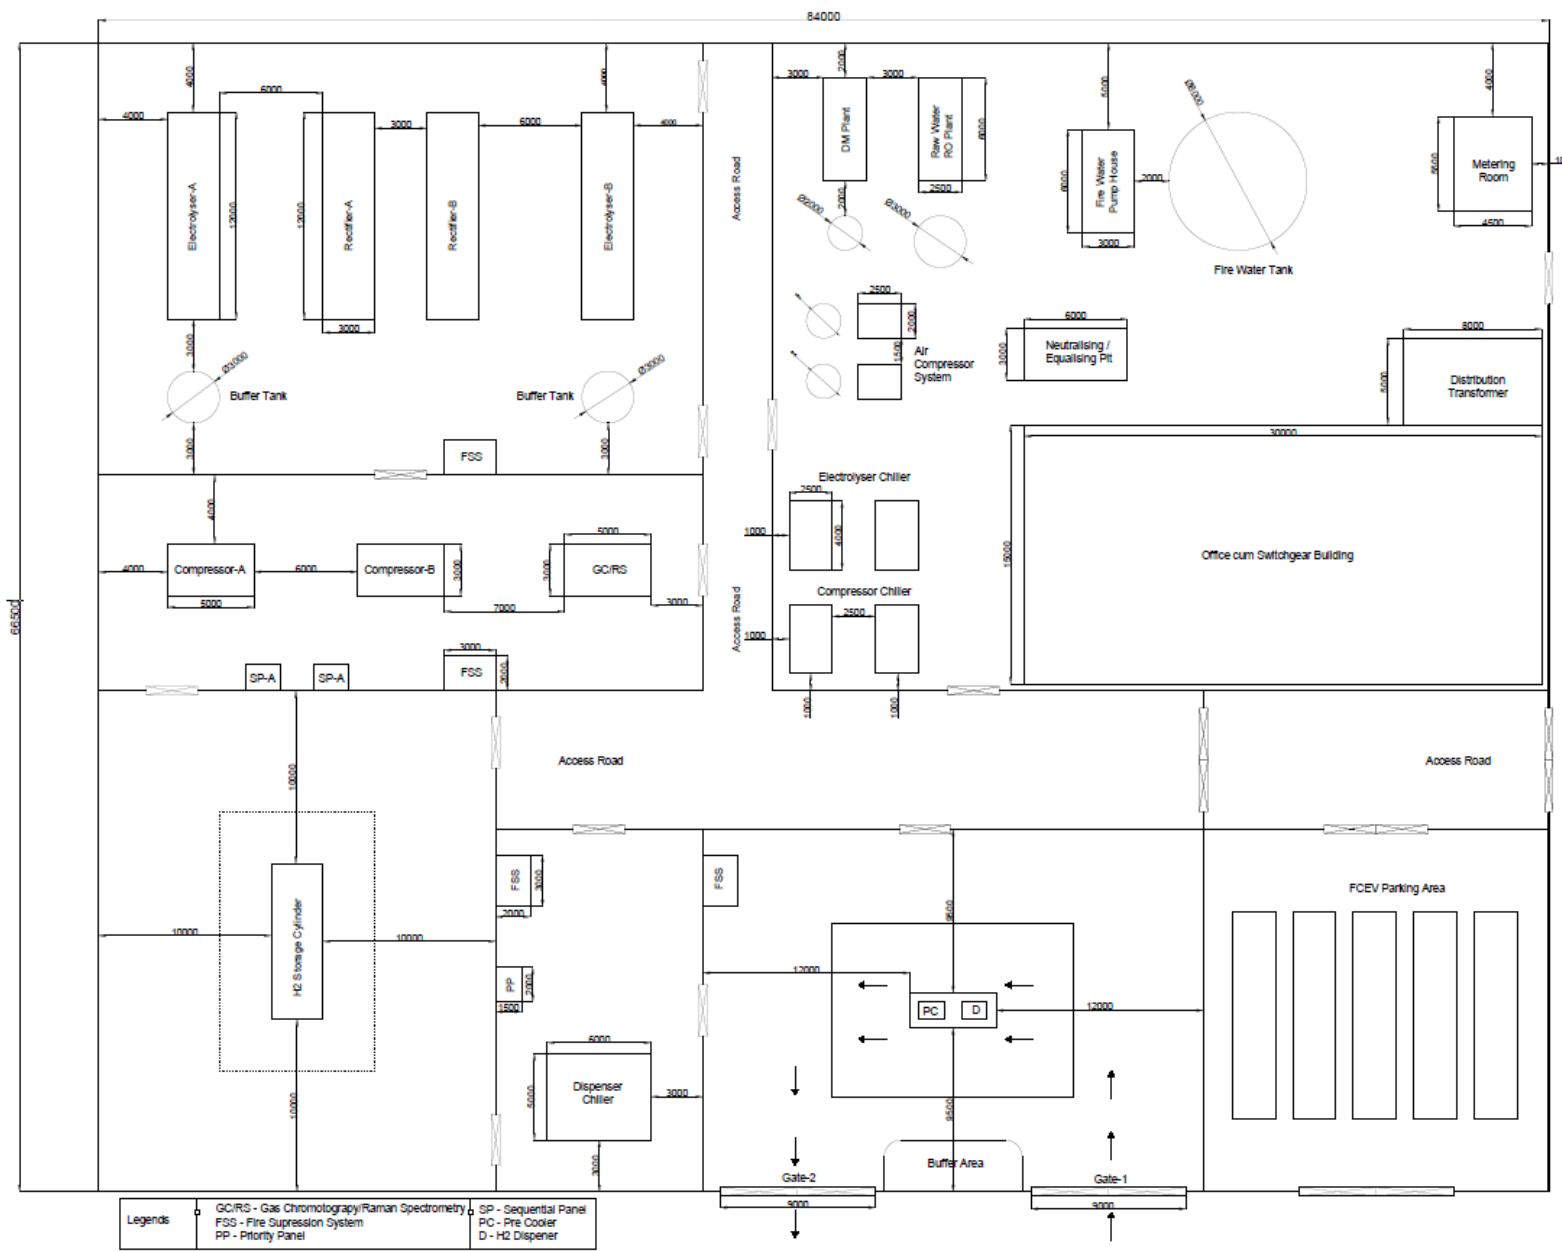 84000
66500
4000
4000
6000
12000
Electrolyser-A
12000
Rectifier-A
3000
3000
Rectifier-B
6000
4000
Electrolyser-B
4000
3000
Ø3000
Buffer Tank
3000
Buffer Tank
Ø3000
3000
FSS
Access Road
3000
2000
3000
DM Plant
Raw Water
RO Plant
6000
2500
2000
Ø2000
Ø3000
5000
6000
Fire Water
Pump House
3000
2000
Ø8000
Fire Water Tank
4000
5500
Metering
Room
4500
10
2500
2000
1500
Air
Compressor
System
6000
3000
Neutralising /
Equalising Pit
8000
5000
Distribution
Transformer
30000
15000
Office cum Switchgear Building
Electrolyser Chiller
2500
4000
1000
Compressor Chiller
2500
1000
1000
1000
Access Road
4000
4000
Compressor-A
5000
6000
Compressor-B
3000
7000
5000
3000
GC/RS
3000
SP-A
SP-A
3000
FSS
2000
Access Road
Access Road
10000
10000
H2 Storage Cylinder
10000
10000
FSS
3000
2000
PP
2000
1500
6000
5000
Dispenser
Chiller
3000
3000
FSS
9500
12000
PC
D
12000
9500
Buffer Area
Gate-2
9000
Gate-1
9000
FCEV Parking Area
Legends
GC/RS - Gas Chromotograpy/Raman Spectrometry
FSS - Fire Supression System
PP - Priority Panel
SP - Sequential Panel
PC - Pre Cooler
D - H2 Dispener